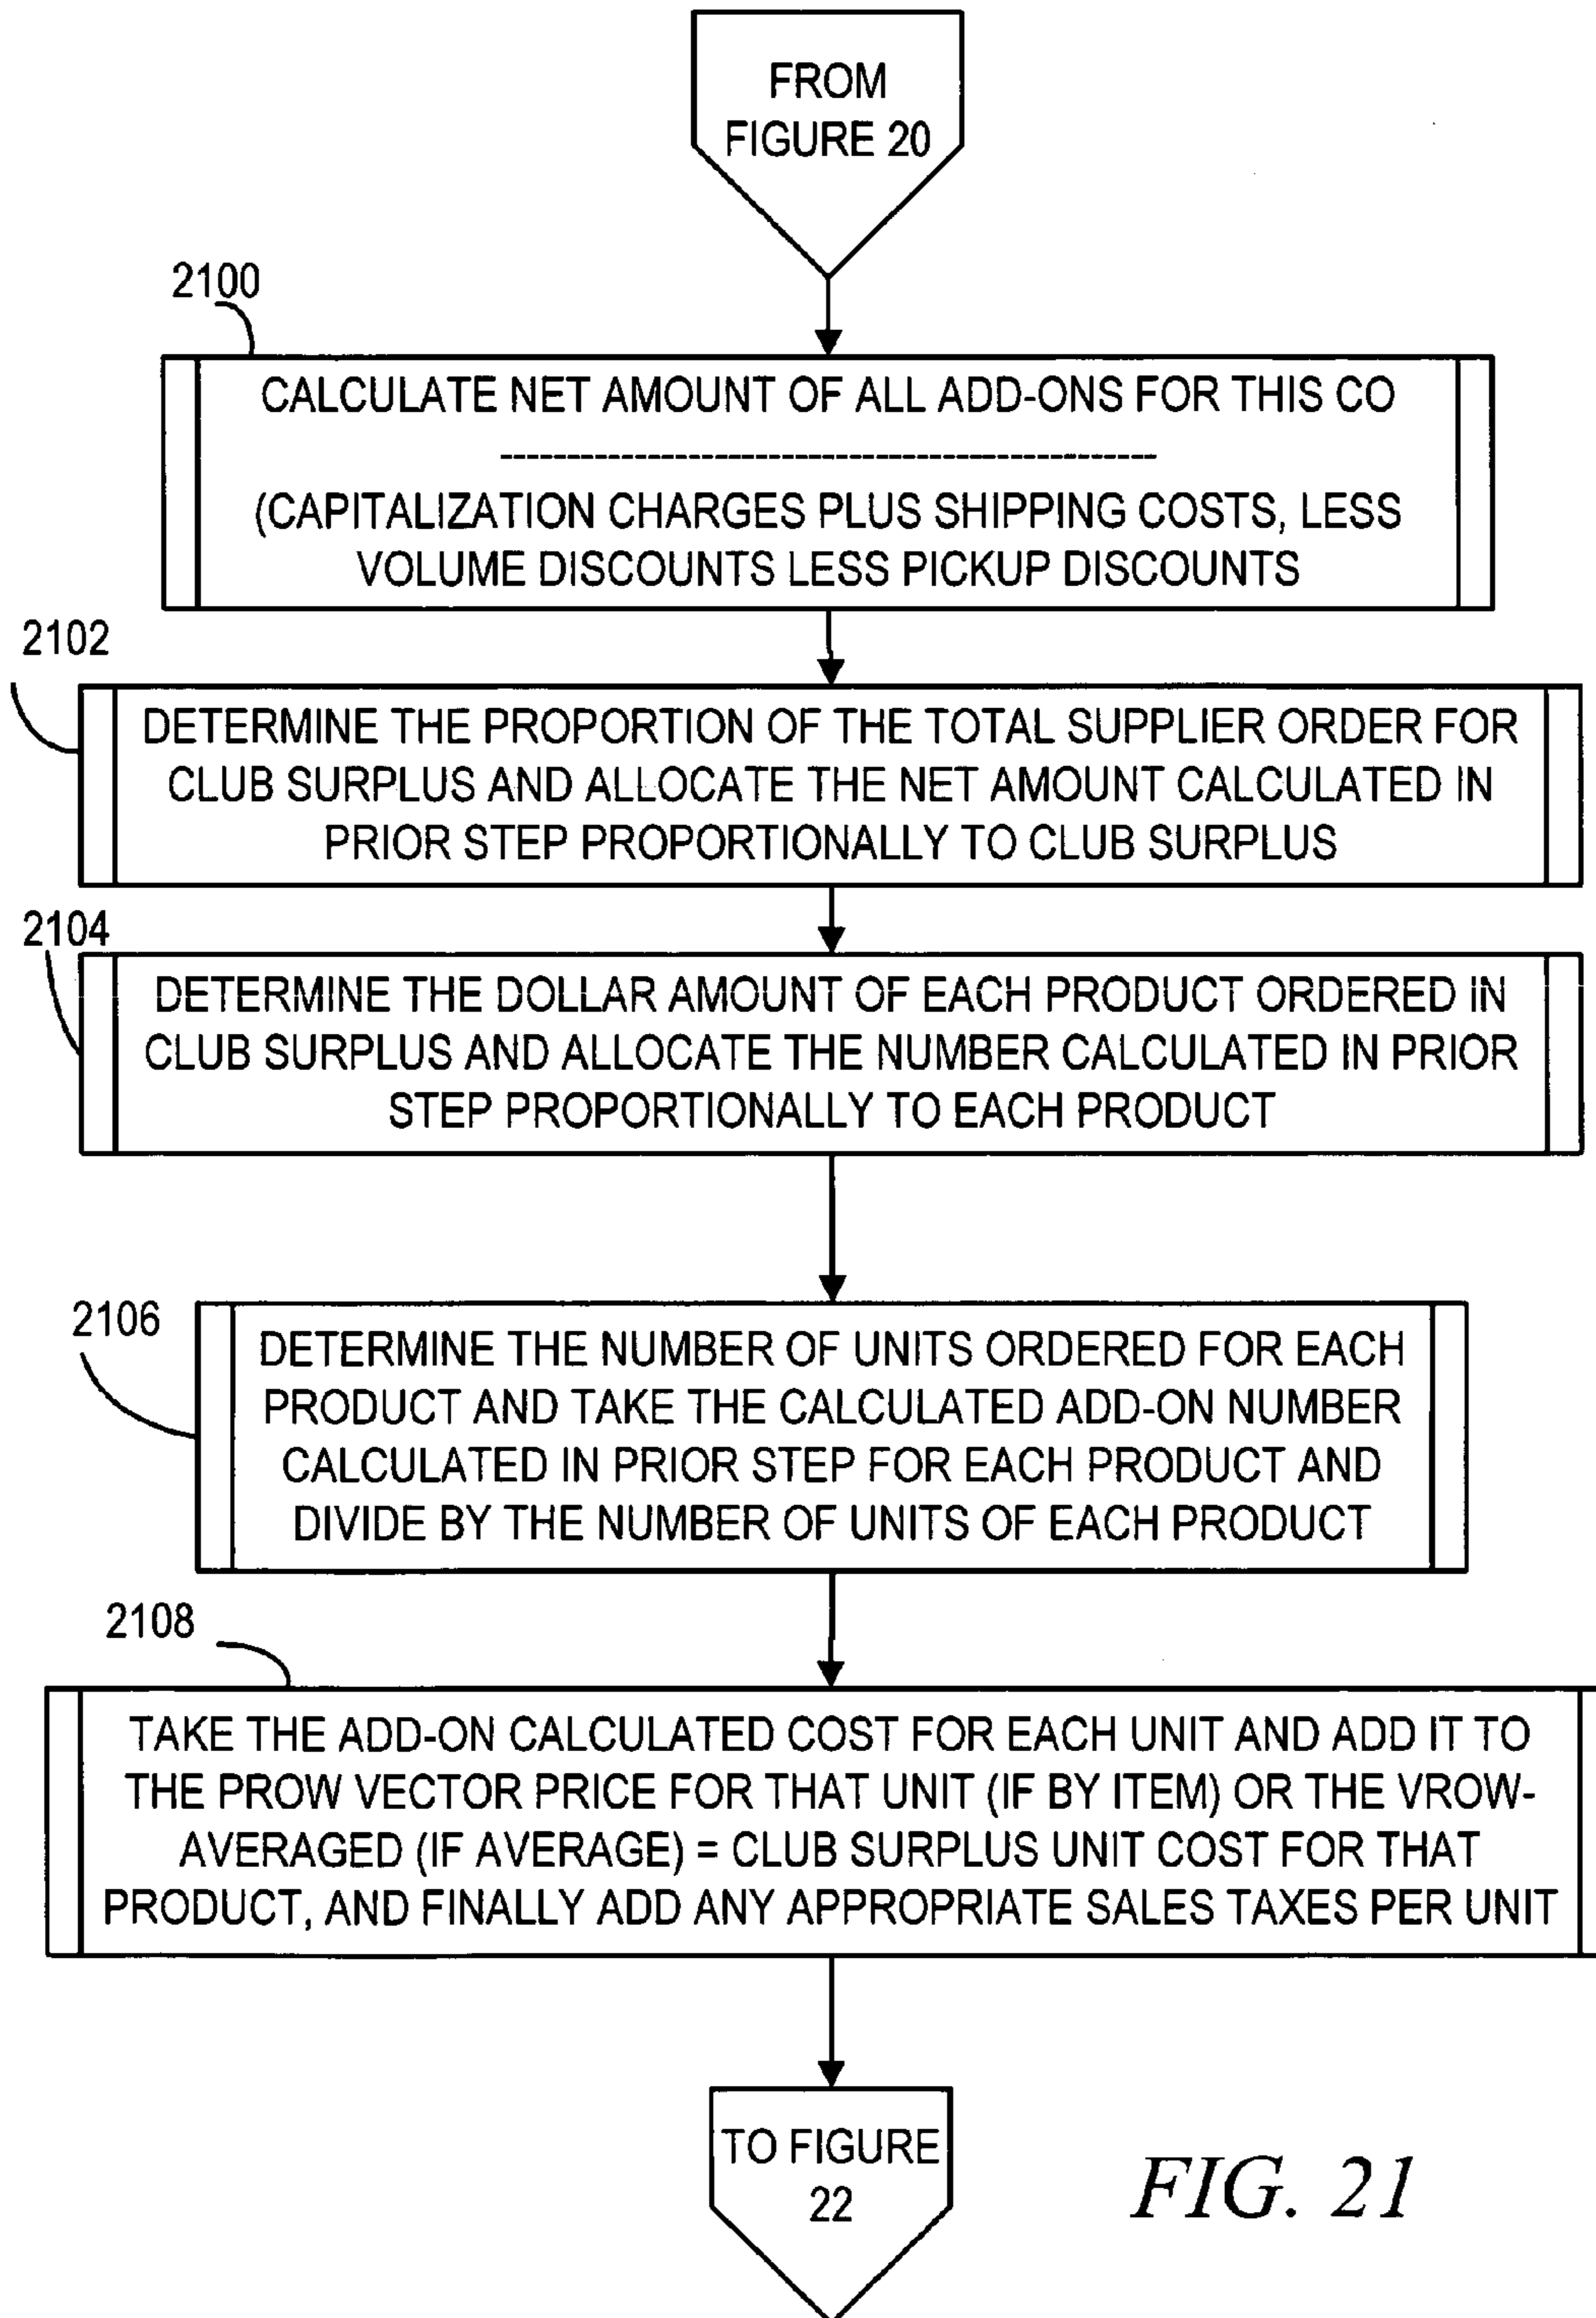 FROM
FIGURE 20
2100
CALCULATE NET AMOUNT OF ALL ADD-ONS FOR THIS CO
-------------------------------------------------
(CAPITALIZATION CHARGES PLUS SHIPPING COSTS, LESS
VOLUME DISCOUNTS LESS PICKUP DISCOUNTS
2102
DETERMINE THE PROPORTION OF THE TOTAL SUPPLIER ORDER FOR
CLUB SURPLUS AND ALLOCATE THE NET AMOUNT CALCULATED IN
PRIOR STEP PROPORTIONALLY TO CLUB SURPLUS
2104
DETERMINE THE DOLLAR AMOUNT OF EACH PRODUCT ORDERED IN
CLUB SURPLUS AND ALLOCATE THE NUMBER CALCULATED IN PRIOR
STEP PROPORTIONALLY TO EACH PRODUCT
2106
DETERMINE THE NUMBER OF UNITS ORDERED FOR EACH
PRODUCT AND TAKE THE CALCULATED ADD-ON NUMBER
CALCULATED IN PRIOR STEP FOR EACH PRODUCT AND
DIVIDE BY THE NUMBER OF UNITS OF EACH PRODUCT
2108
TAKE THE ADD-ON CALCULATED COST FOR EACH UNIT AND ADD IT TO
THE PROW VECTOR PRICE FOR THAT UNIT (IF BY ITEM) OR THE VROW-
AVERAGED (IF AVERAGE) = CLUB SURPLUS UNIT COST FOR THAT
PRODUCT, AND FINALLY ADD ANY APPROPRIATE SALES TAXES PER UNIT
TO FIGURE
22
FIG. 21